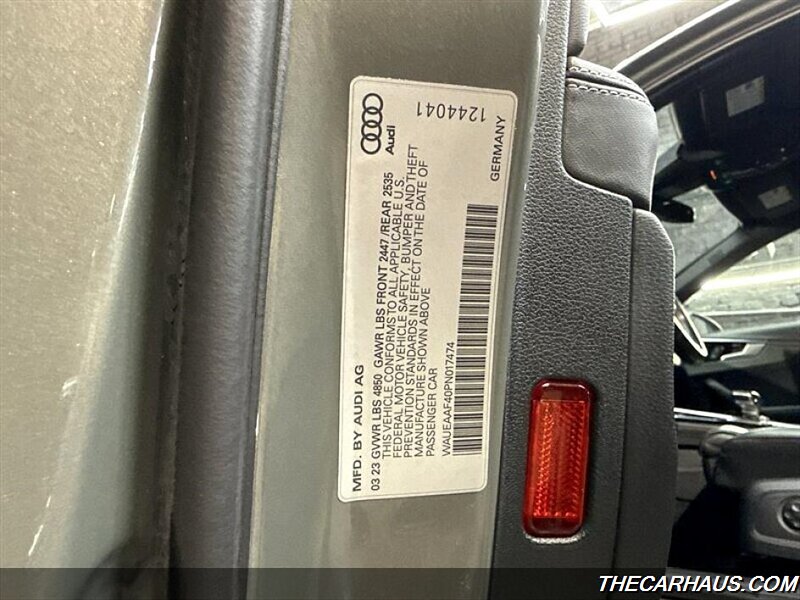 MFD. BY AUDI AG
Audi
1244041
03 23 GVWR LBS 4850 GAWR LBS FRONT 2447 /REAR 2535
THIS VEHICLE CONFORMS TO ALL APPLICABLE U.S.
FEDERAL MOTOR VEHICLE SAFETY, BUMPER AND THEFT
PREVENTION STANDARDS IN EFFECT ON THE DATE OF
MANUFACTURE SHOWN ABOVE
PASSENGER CAR
GERMANY
WAUEAAF40PN017474
THECARHAUS.COM